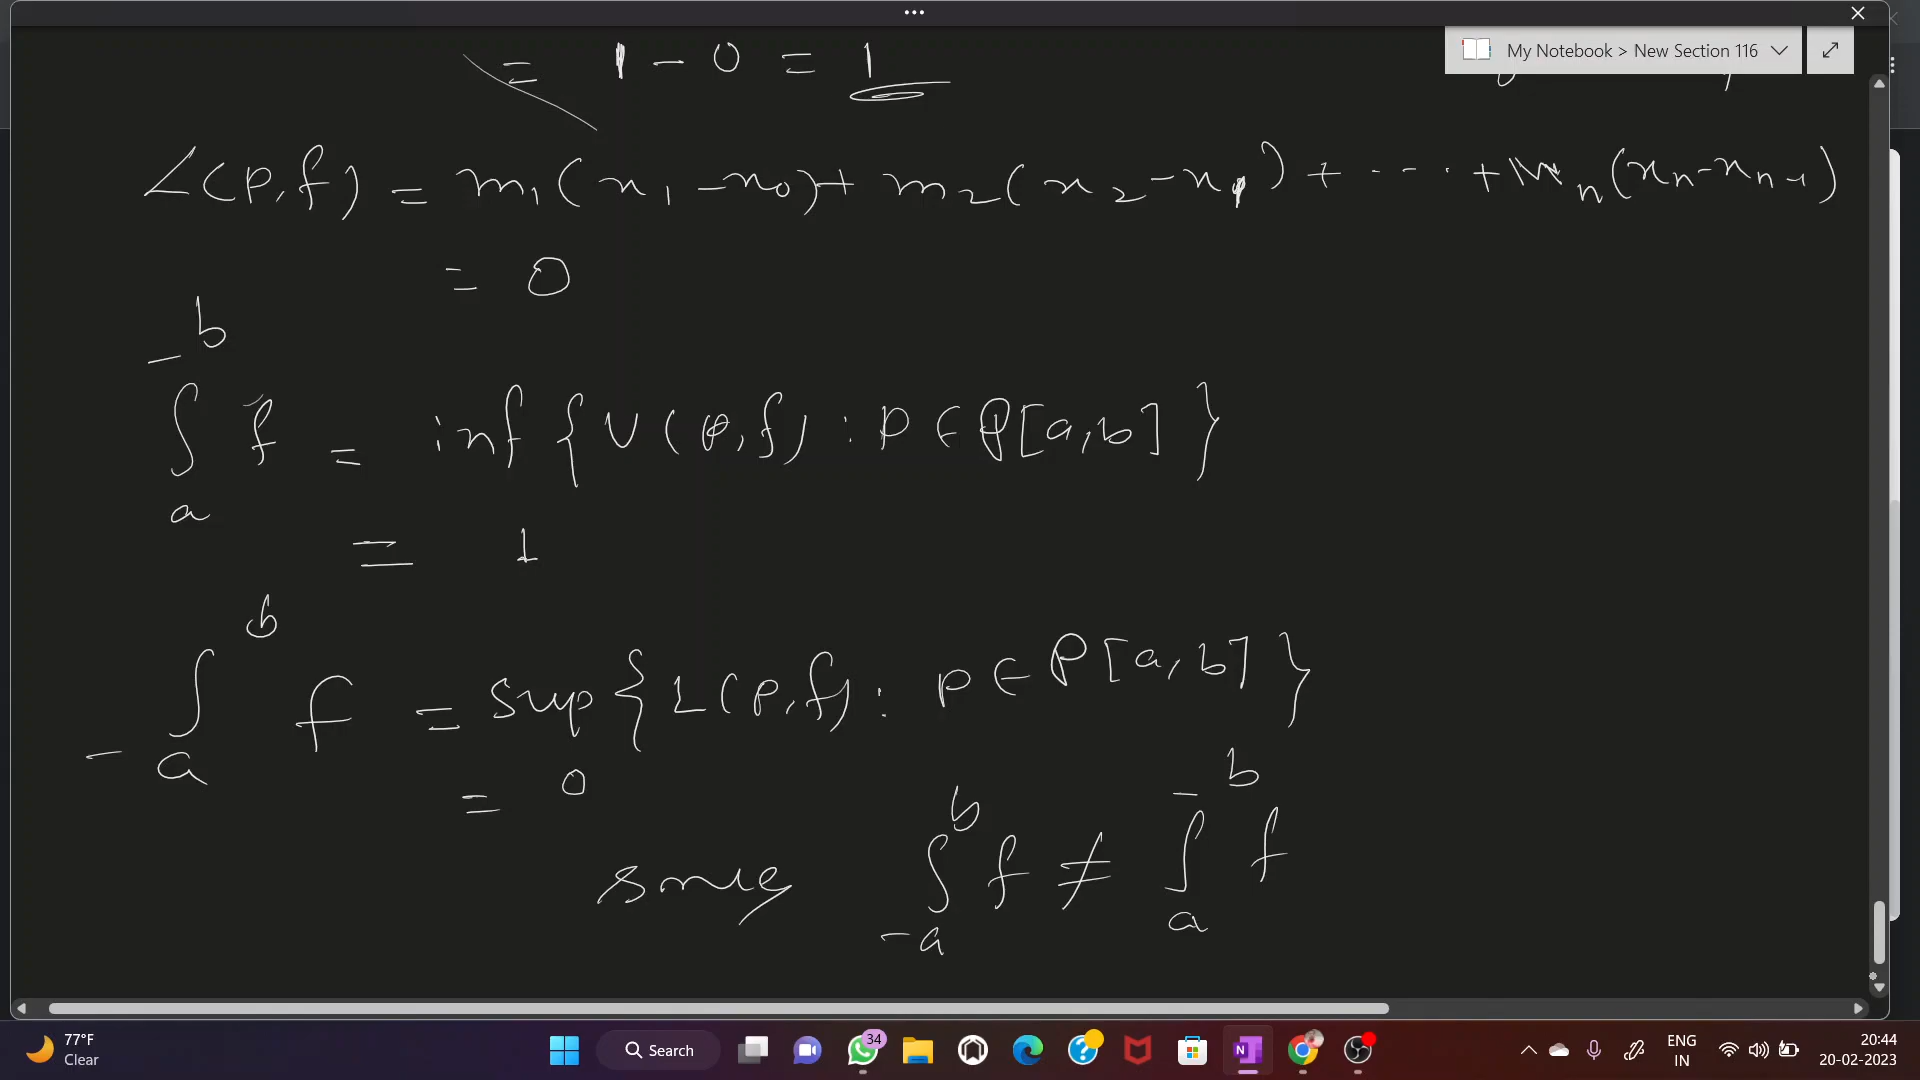 ...
My Notebook > New Section 116
= 1 - 0 = 1
L(P,f) = m₁(x₁ - x₀) + m₂(x₂ - x₁) + ---- + mₙ(xₙ - xₙ₋₁)
= 0
∫̅ₐᵇ f = inf { U(P,f) : P ∈ P[a,b] }
= 1
∫̲ₐᵇ f = sup { L(P,f) : P ∈ P[a,b] }
= 0
since ∫̲ₐᵇ f ≠ ∫̅ₐᵇ f
77°F
Clear
Search
34
ENG
IN
20:44
20-02-2023